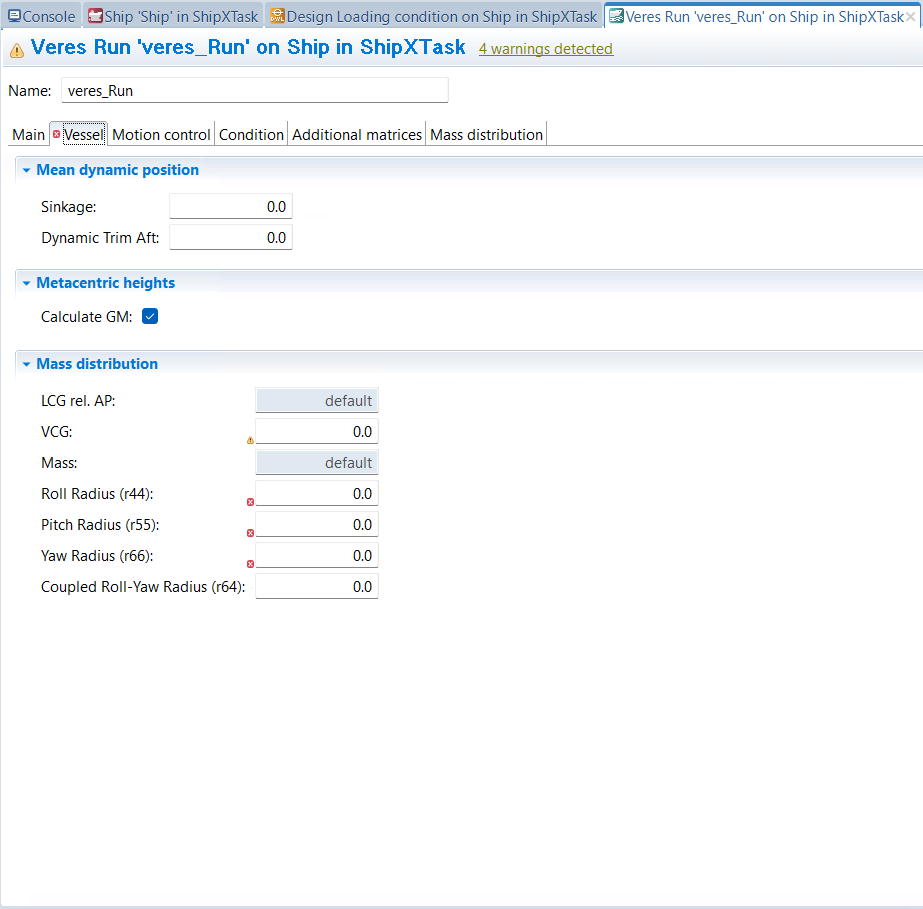 Console Ship 'Ship' in ShipXTask Design Loading condition on Ship in ShipXTask Veres Run 'veres_Run' on Ship in ShipXTask
Veres Run 'veres_Run' on Ship in ShipXTask 4 warnings detected
Name: veres_Run
Main Vessel Motion control Condition Additional matrices Mass distribution
Mean dynamic position
Sinkage: 0.0
Dynamic Trim Aft: 0.0
Metacentric heights
Calculate GM:
Mass distribution
LCG rel. AP: default
VCG: 0.0
Mass: default
Roll Radius (r44): 0.0
Pitch Radius (r55): 0.0
Yaw Radius (r66): 0.0
Coupled Roll-Yaw Radius (r64): 0.0